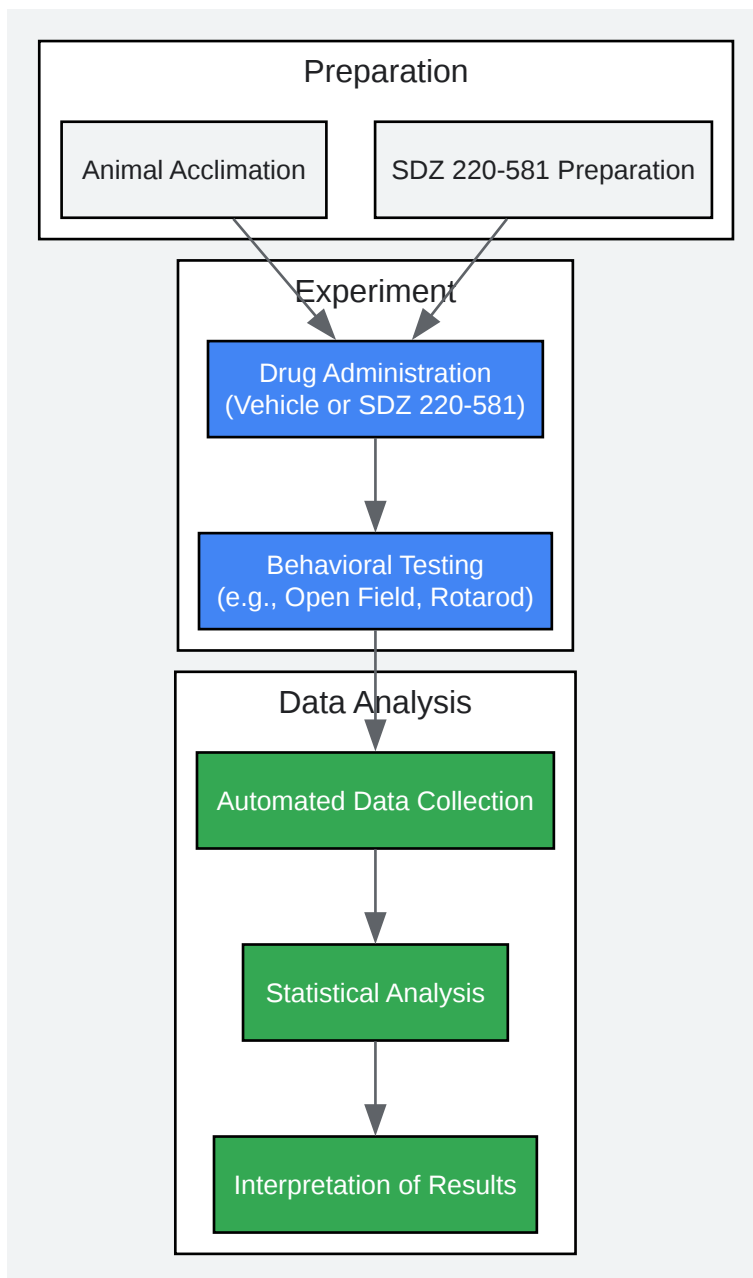 Preparation
Animal Acclimation
SDZ 220-581 Preparation
Experiment
Drug Administration
(Vehicle or SDZ 220-581)
Behavioral Testing
(e.g., Open Field, Rotarod)
Data Analysis
Automated Data Collection
Statistical Analysis
Interpretation of Results